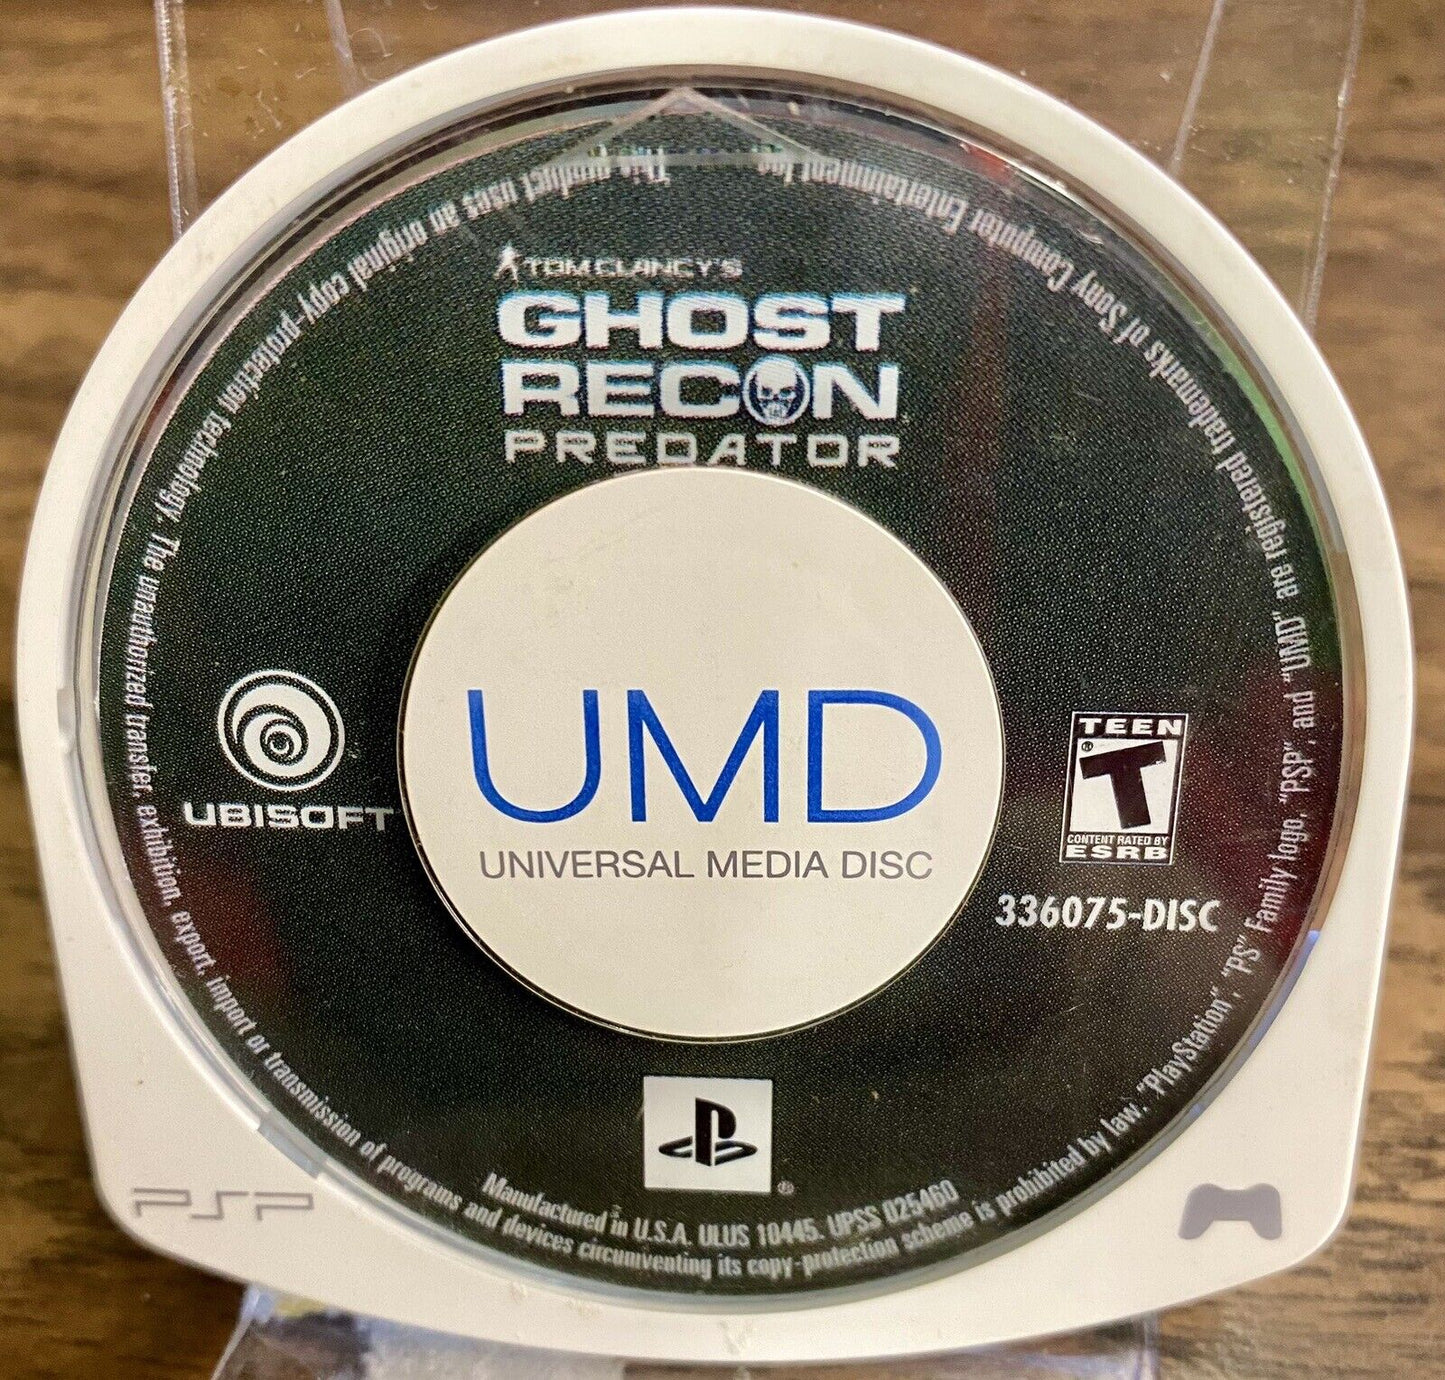 TOM CLANCY'S
GHOST
RECON
PREDATOR
UBISOFT
UMD
UNIVERSAL MEDIA DISC
TEEN
T
®
CONTENT RATED BY
ESRB
336075-DISC
®
Manufactured in U.S.A. ULUS 10445. UPSS 025460
This product uses an original copy-protection technology. The unauthorized transfer, exhibition, export, import or transmission of programs and devices circumventing its copy-protection scheme is prohibited by law. "PlayStation", "PS" Family logo, "PSP", and "UMD" are registered trademarks of Sony Computer Entertainment Inc.
PSP